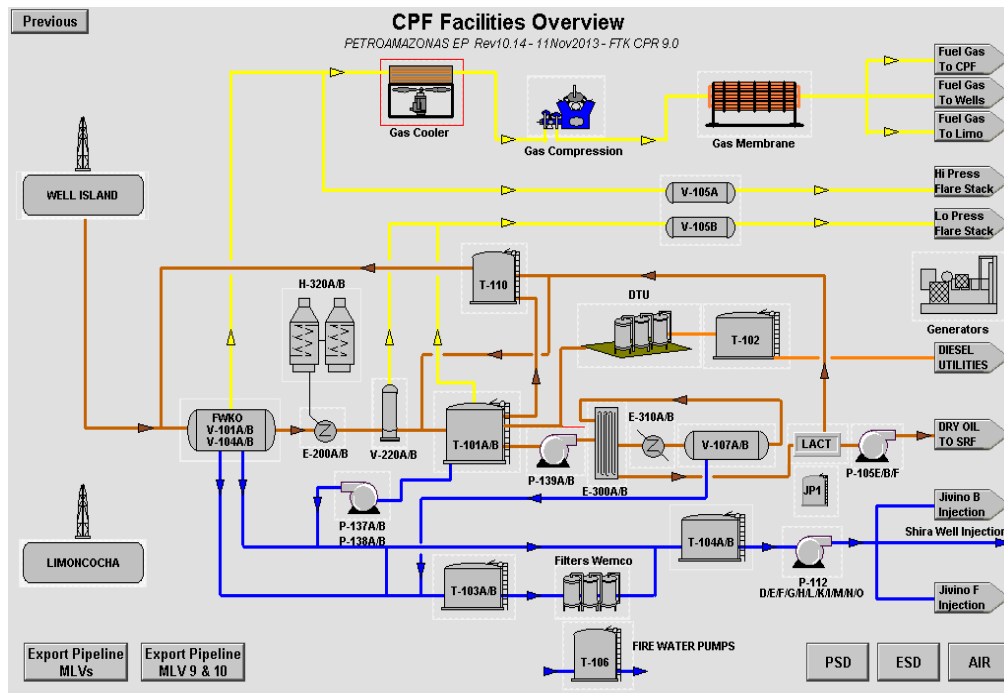 Previous
CPF Facilities Overview
PETROAMAZONAS EP Rev10.14 - 11Nov2013 - FTK CPR 9.0
Fuel Gas
To CPF
Fuel Gas
To Wells
Fuel Gas
To Limo
Gas Cooler
Gas Compression
Gas Membrane
WELL ISLAND
V-105A
Hi Press
Flare Stack
V-105B
Lo Press
Flare Stack
H-320A/B
T-110
DTU
T-102
Generators
DIESEL
UTILITIES
FWKO
V-101A/B
V-104A/B
E-200A/B
V-220A/B
T-101A/B
P-139A/B
E-310A/B
E-300A/B
V-107A/B
LACT
P-105E/B/F
DRY OIL
TO SRF
JP1
P-137A/B
P-138A/B
LIMONCOCHA
T-103A/B
Filters Wemco
T-104A/B
P-112
D/E/F/G/H/L/K/I/M/N/O
Jivino B
Injection
Shira Well Injection
Jivino F
Injection
T-106
FIRE WATER PUMPS
Export Pipeline
MLVs
Export Pipeline
MLV 9 & 10
PSD
ESD
AIR